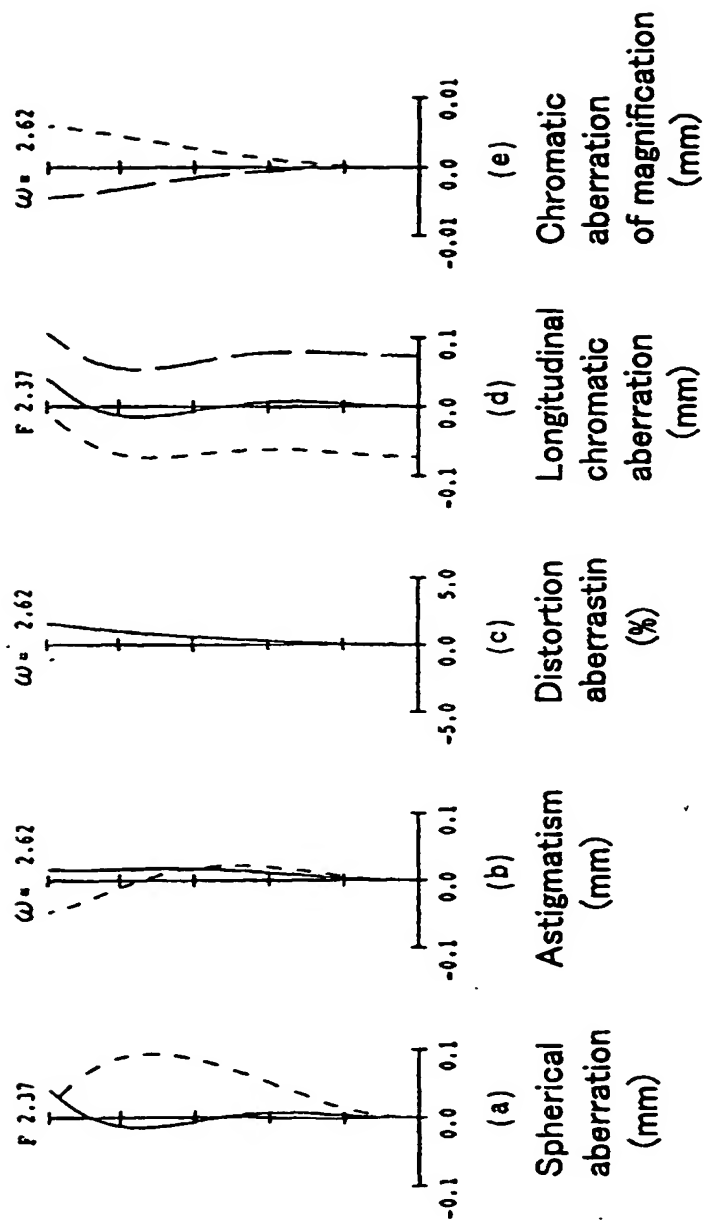 F 2.37
-0.1 0.0 0.1
(a)
Spherical
aberration
(mm)
ω= 2.62
-0.1 0.0 0.1
(b)
Astigmatism
(mm)
ω= 2.62
-5.0 0.0 5.0
(c)
Distortion
aberrastin
(%)
F 2.37
-0.1 0.0 0.1
(d)
Longitudinal
chromatic
aberration
(mm)
ω= 2.62
-0.01 0.0 0.01
(e)
Chromatic
aberration
of magnification
(mm)